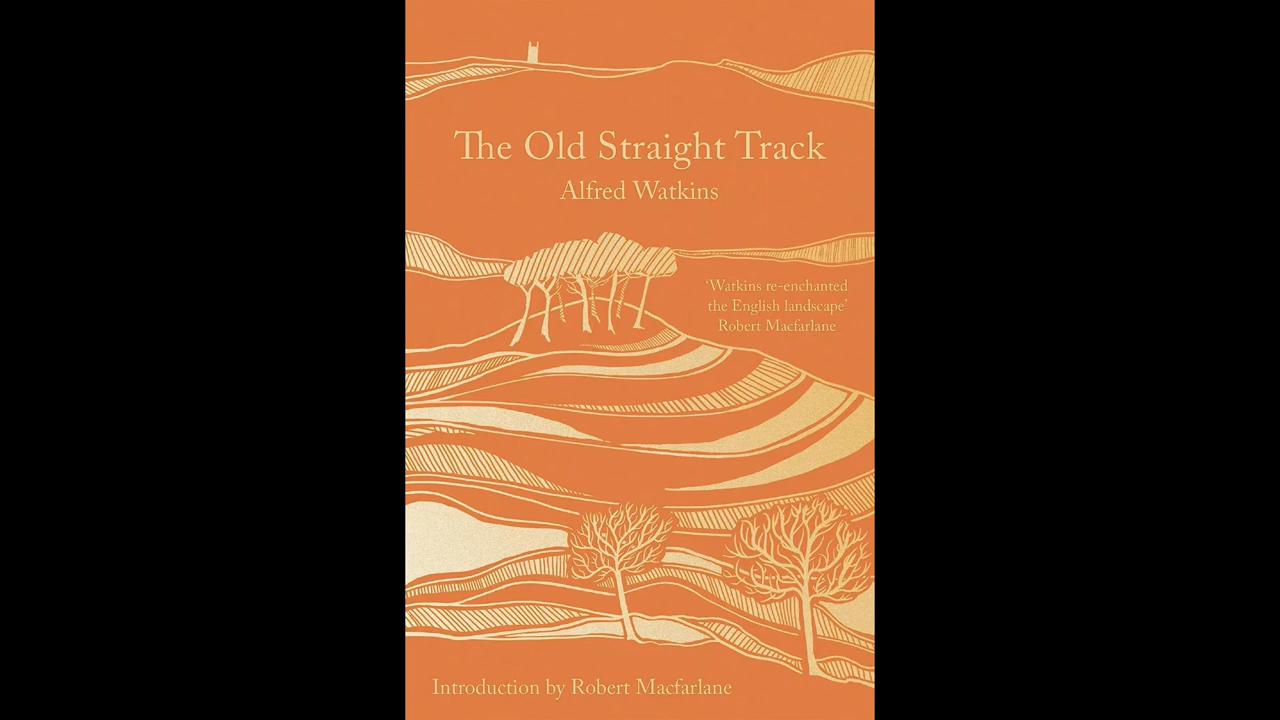 The Old Straight Track
Alfred Watkins
‘Watkins re-enchanted
the English landscape’
Robert Macfarlane
Introduction by Robert Macfarlane